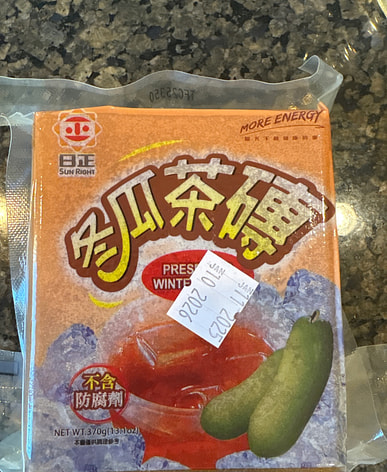 TFC25350
MORE ENERGY
日正
SUN RIGHT
冬瓜茶磚
PRES
WINTE
JAN 11, 2025
JAN 10, 2026
不含
防腐劑
NET WT.370g(13.1oz)